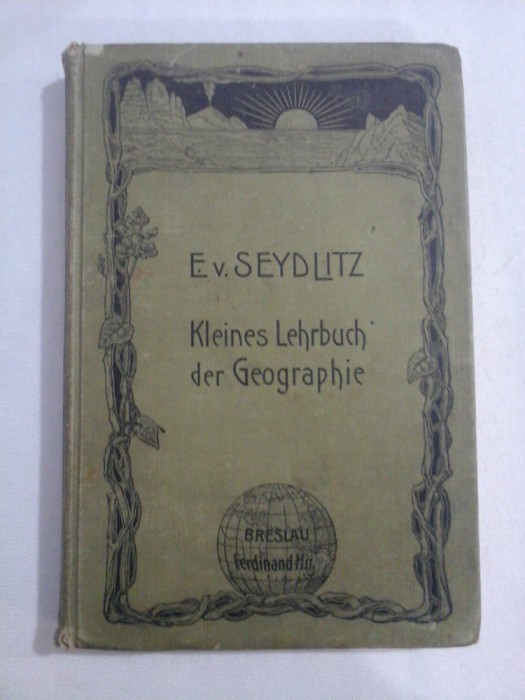 E. v. SEYDLITZ
Kleines Lehrbuch
der Geographie
BRESLAU
Ferdinand Hirt